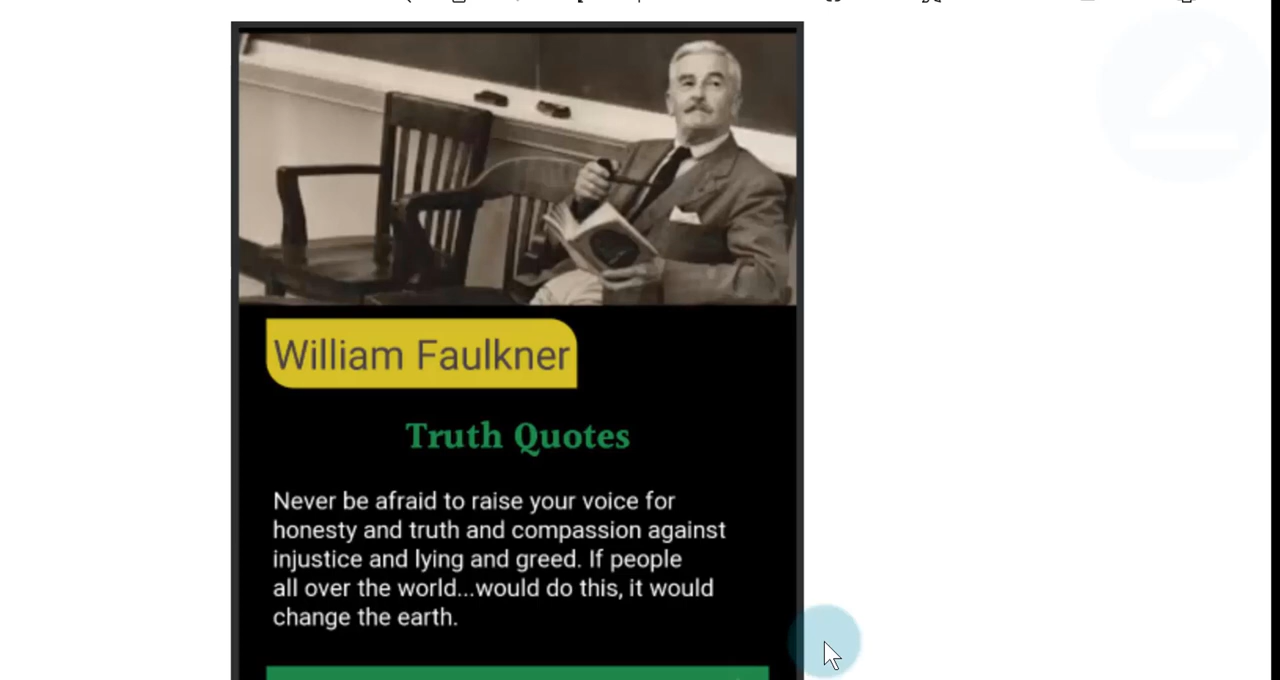 William Faulkner
Truth Quotes
Never be afraid to raise your voice for
honesty and truth and compassion against
injustice and lying and greed. If people
all over the world...would do this, it would
change the earth.